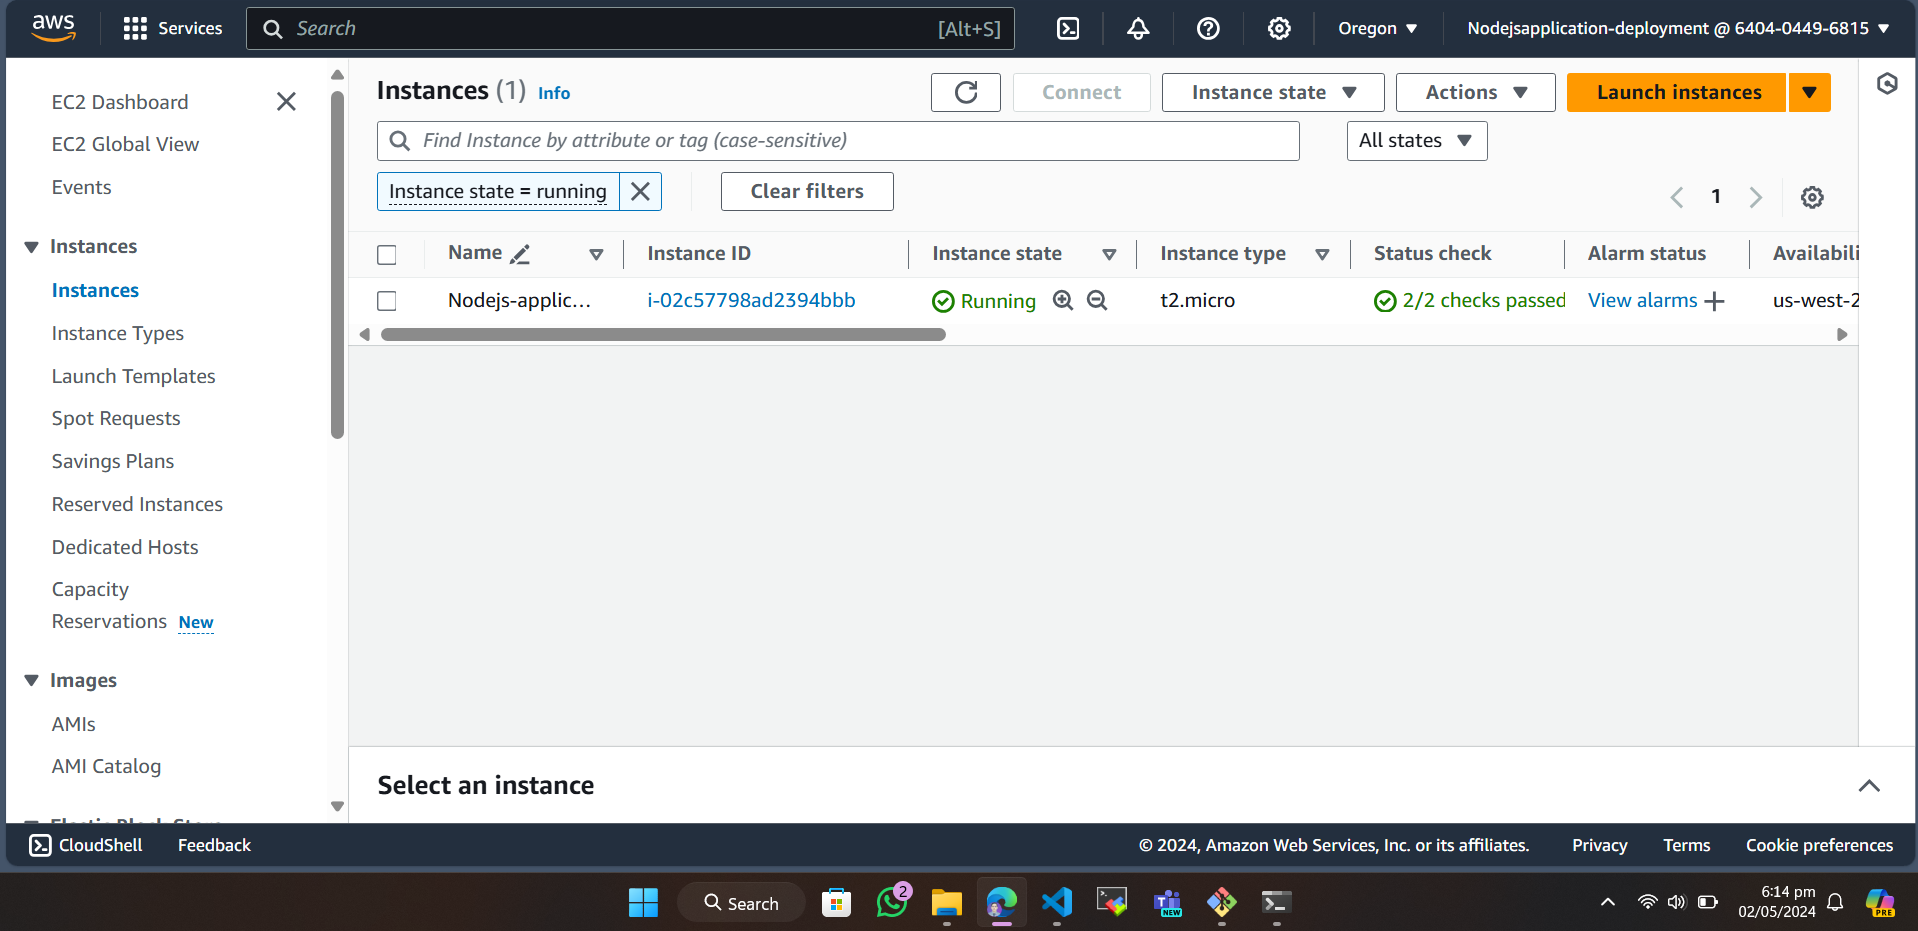 aws
Services
Search
[Alt+S]
Oregon
Nodejsapplication-deployment @ 6404-0449-6815
EC2 Dashboard
EC2 Global View
Events
Instances
Instances
Instance Types
Launch Templates
Spot Requests
Savings Plans
Reserved Instances
Dedicated Hosts
Capacity
Reservations New
Images
AMIs
AMI Catalog
Elastic Block Store
Instances (1) Info
Connect
Instance state
Actions
Launch instances
Find Instance by attribute or tag (case-sensitive)
All states
Instance state = running
Clear filters
1
Name
Instance ID
Instance state
Instance type
Status check
Alarm status
Availabili
Nodejs-applic...
i-02c57798ad2394bbb
Running
t2.micro
2/2 checks passed
View alarms
us-west-2
Select an instance
CloudShell
Feedback
© 2024, Amazon Web Services, Inc. or its affiliates.
Privacy
Terms
Cookie preferences
Search
2
NEW
6:14 pm
02/05/2024
PRE